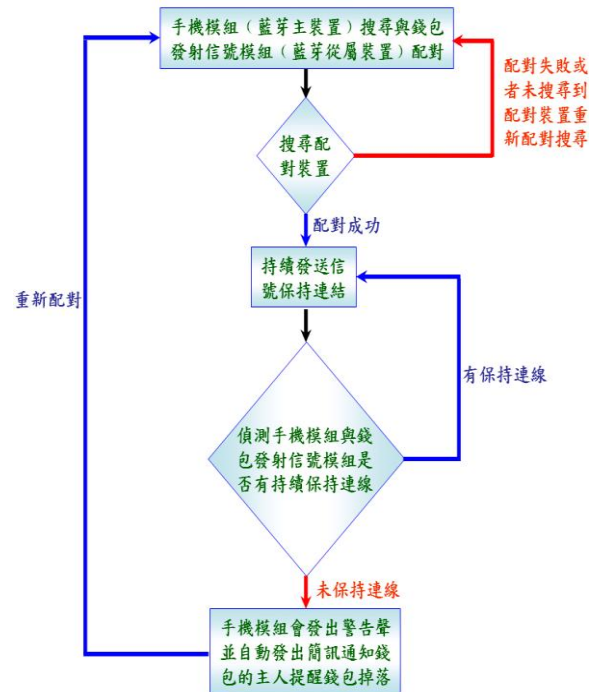 手機模組（藍芽主裝置）搜尋與錢包
發射信號模組（藍芽從屬裝置）配對
配對失敗或
者未搜尋到
配對裝置重
新配對搜尋
搜尋配
對裝置
配對成功
持續發送信
號保持連結
重新配對
有保持連線
偵測手機模組與錢
包發射信號模組是
否有持續保持連線
未保持連線
手機模組會發出警告聲
並自動發出簡訊通知錢
包的主人提醒錢包掉落